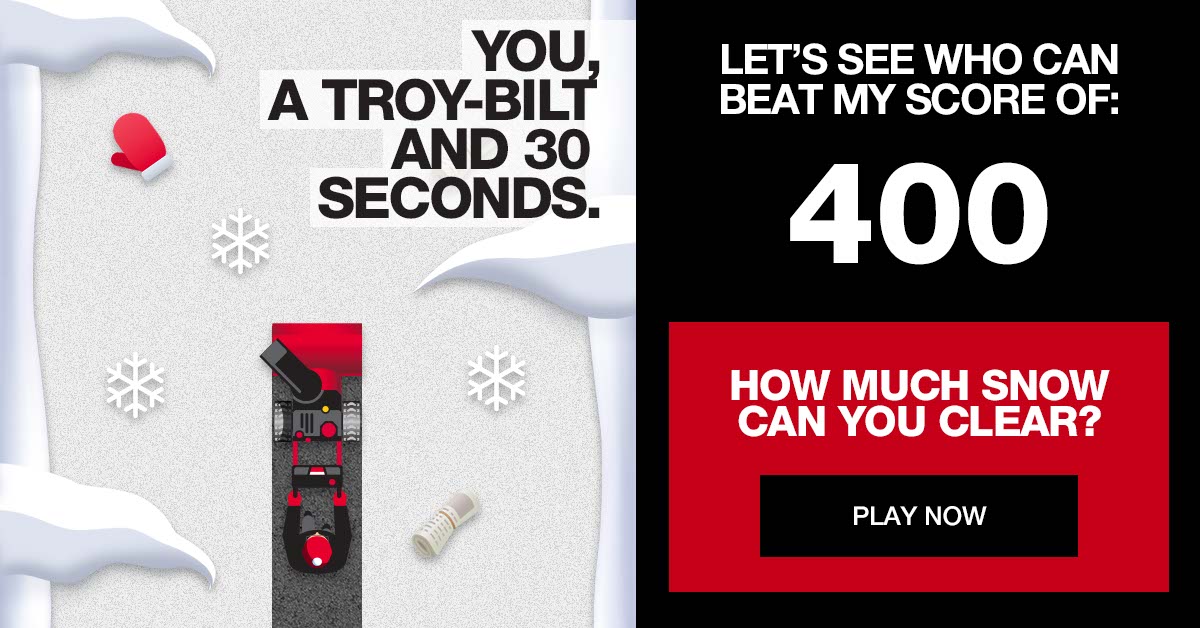 YOU,
A TROY-BILT
AND 30
SECONDS.
LET'S SEE WHO CAN
BEAT MY SCORE OF:
400
HOW MUCH SNOW
CAN YOU CLEAR?
PLAY NOW